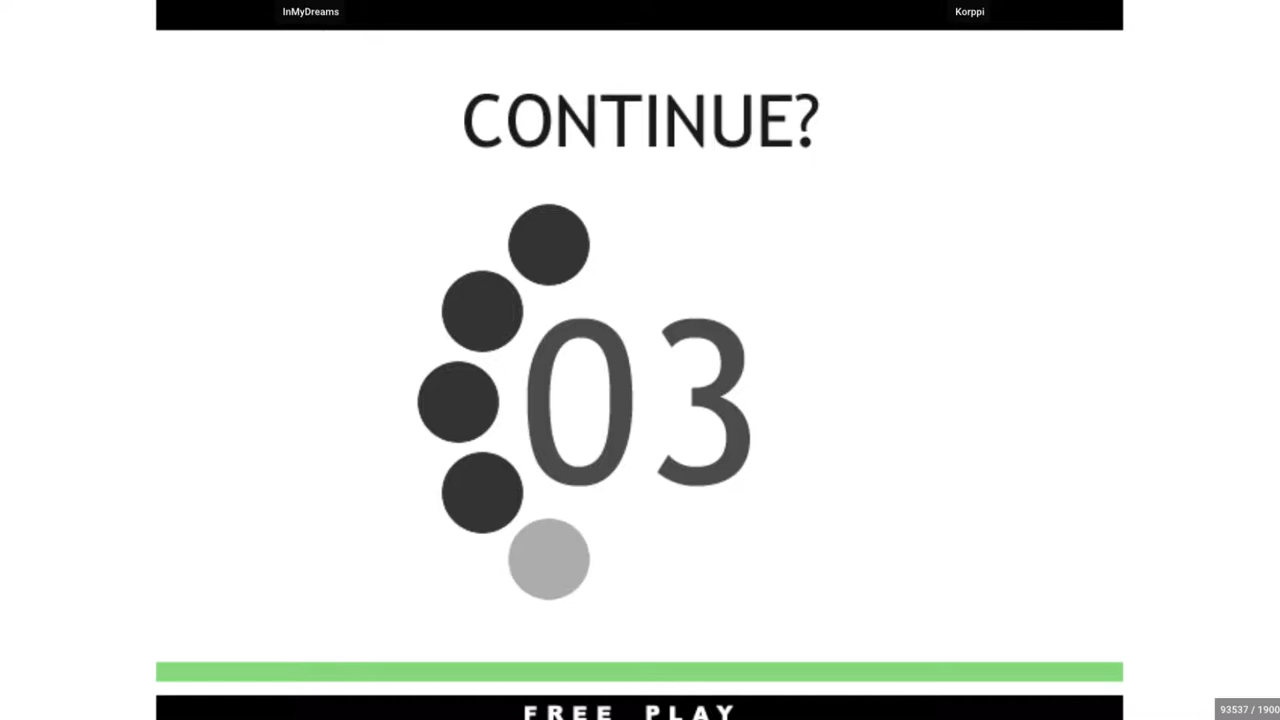 InMyDreams
Korppi
CONTINUE?
03
FREE PLAY
93537 / 1900